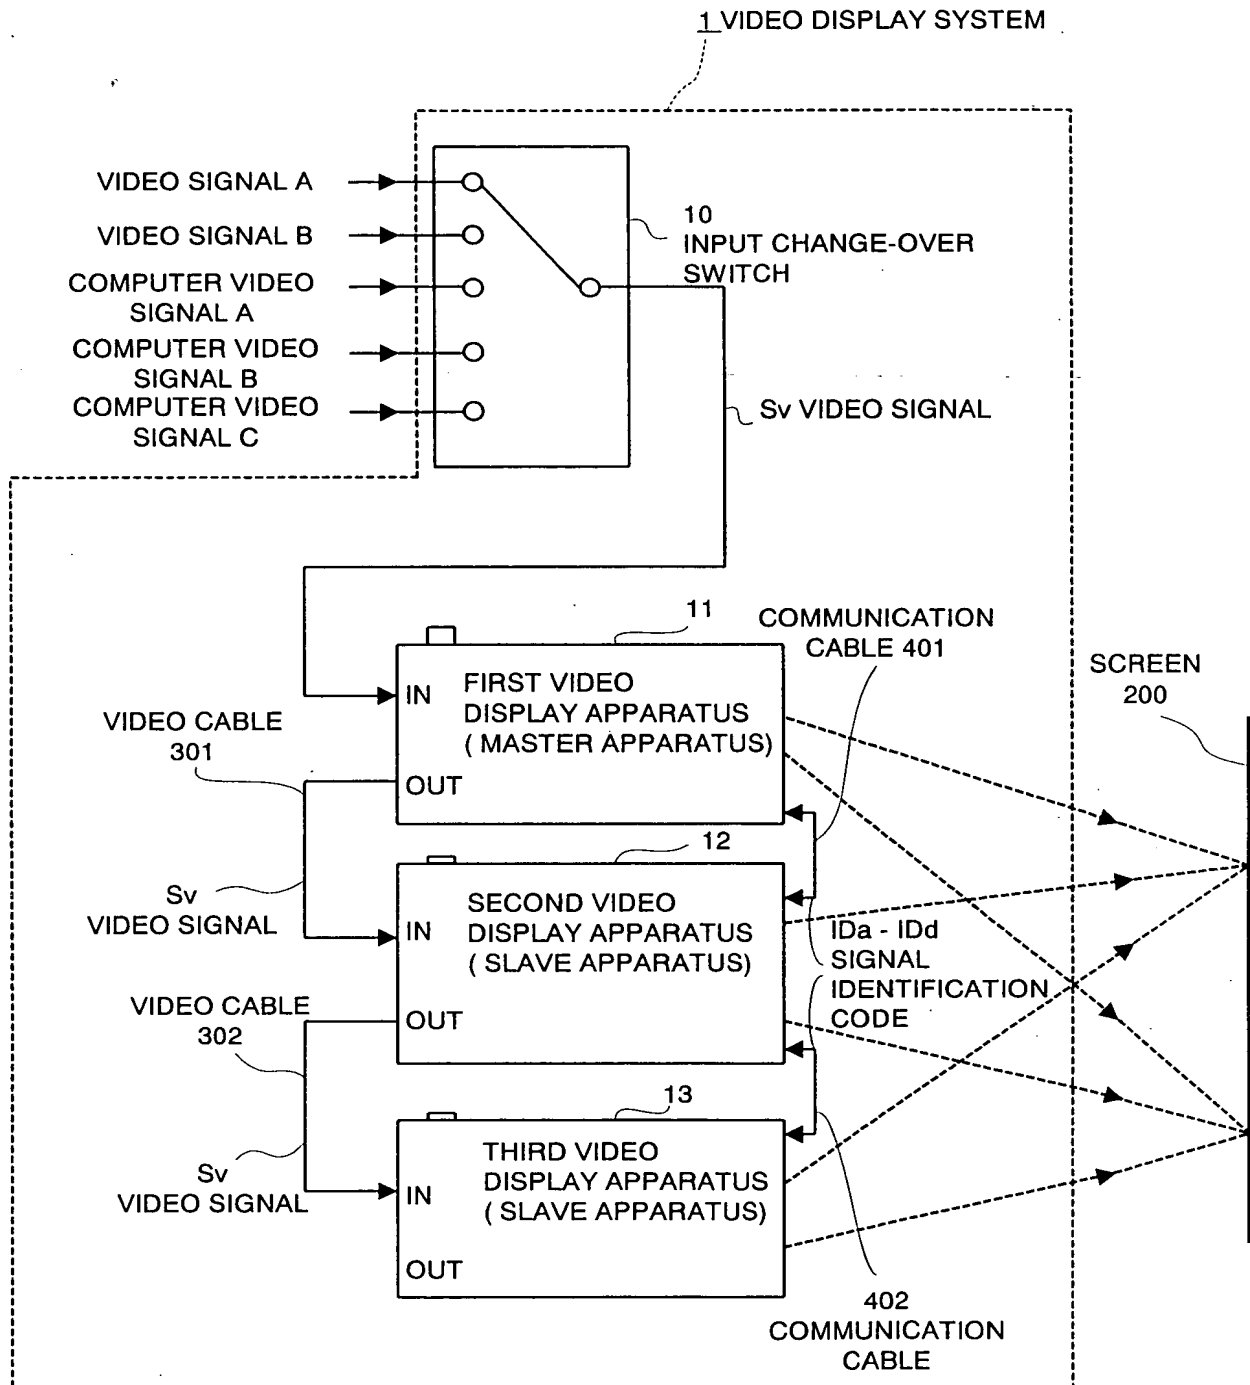 1 VIDEO DISPLAY SYSTEM
VIDEO SIGNAL A
VIDEO SIGNAL B
COMPUTER VIDEO
SIGNAL A
COMPUTER VIDEO
SIGNAL B
COMPUTER VIDEO
SIGNAL C
10
INPUT CHANGE-OVER
SWITCH
Sv VIDEO SIGNAL
11
COMMUNICATION
CABLE 401
SCREEN
200
IN
FIRST VIDEO
DISPLAY APPARATUS
( MASTER APPARATUS)
OUT
VIDEO CABLE
301
12
Sv
VIDEO SIGNAL
IN
SECOND VIDEO
DISPLAY APPARATUS
( SLAVE APPARATUS)
OUT
IDa - IDd
SIGNAL
IDENTIFICATION
CODE
VIDEO CABLE
302
13
Sv
VIDEO SIGNAL
IN
THIRD VIDEO
DISPLAY APPARATUS
( SLAVE APPARATUS)
OUT
402
COMMUNICATION
CABLE